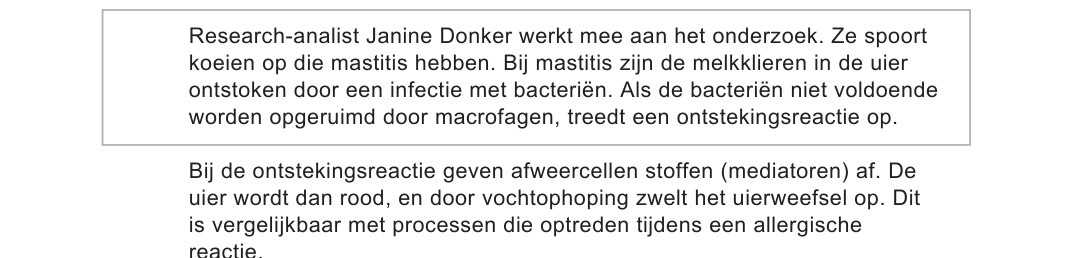 Research-analist Janine Donker werkt mee aan het onderzoek. Ze spoort
koeien op die mastitis hebben. Bij mastitis zijn de melkklieren in de uier
ontstoken door een infectie met bacteriën. Als de bacteriën niet voldoende
worden opgeruimd door macrofagen, treedt een ontstekingsreactie op.
Bij de ontstekingsreactie geven afweercellen stoffen (mediatoren) af. De
uier wordt dan rood, en door vochtophoping zwelt het uierweefsel op. Dit
is vergelijkbaar met processen die optreden tijdens een allergische
reactie.